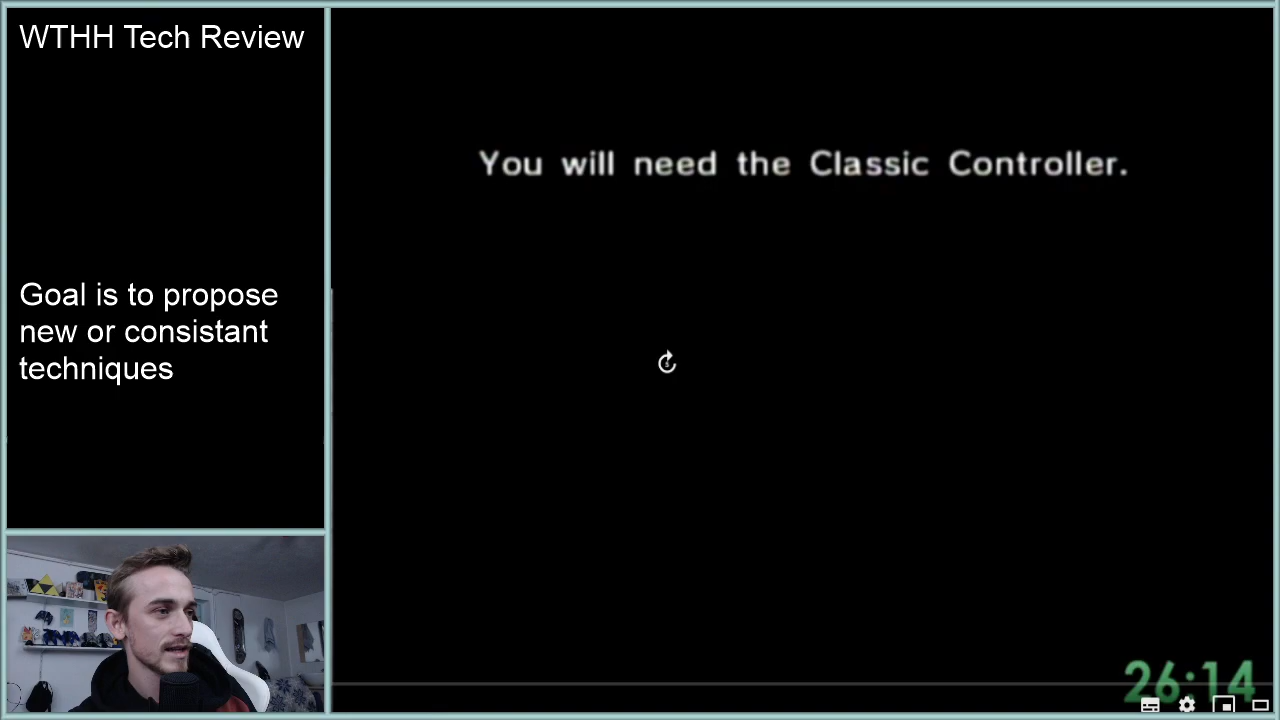 WTHH Tech Review
Goal is to propose
new or consistant
techniques
You will need the Classic Controller.
26:14